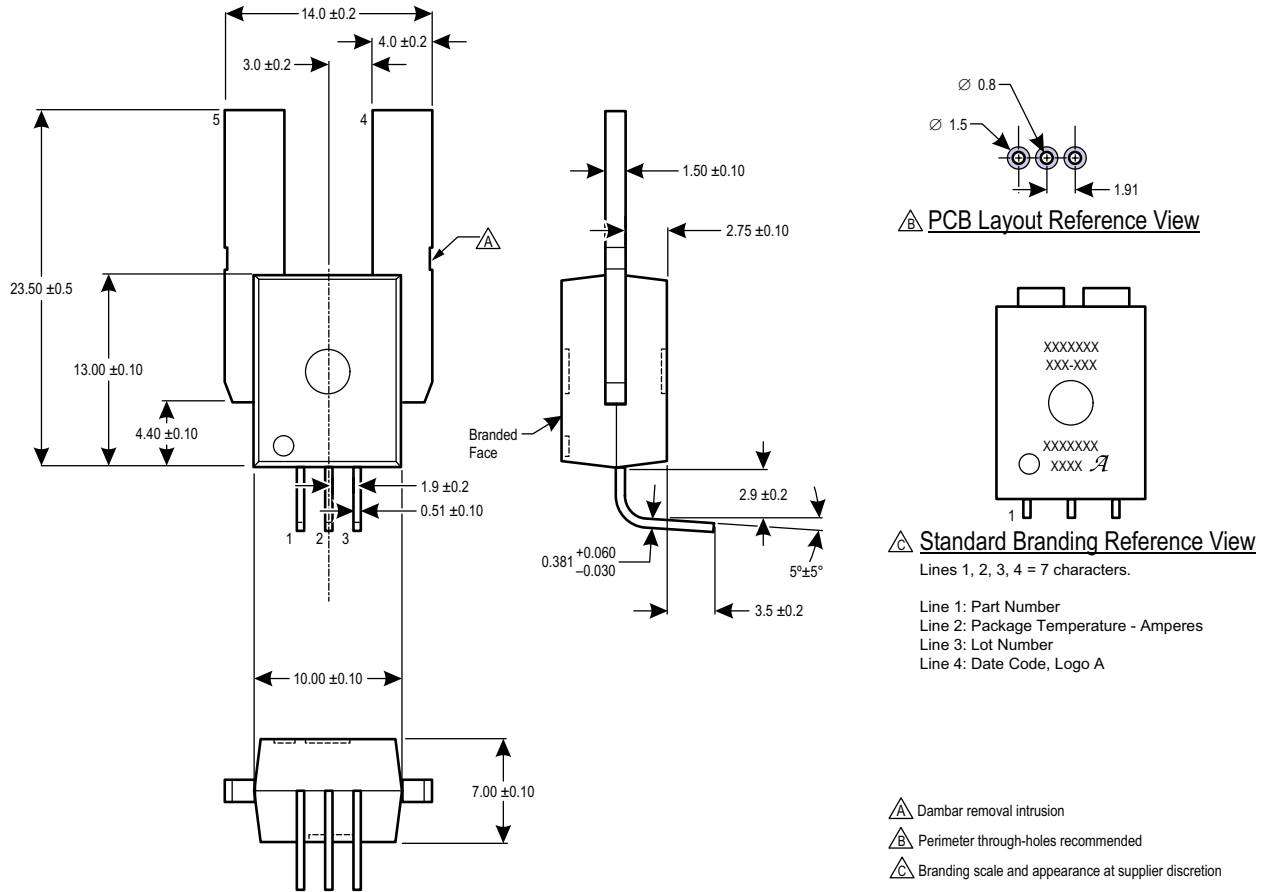 14.0 ±0.2
4.0 ±0.2
3.0 ±0.2
5
4
A
23.50 ±0.5
13.00 ±0.10
4.40 ±0.10
1.9 ±0.2
0.51 ±0.10
1 2 3
10.00 ±0.10
7.00 ±0.10
1.50 ±0.10
2.75 ±0.10
Branded
Face
2.9 ±0.2
0.381 +0.060
–0.030
5°±5°
3.5 ±0.2
Ø 0.8
Ø 1.5
1.91
B PCB Layout Reference View
XXXXXXX
XXX-XXX
XXXXXXX
XXXX A
1
C Standard Branding Reference View
Lines 1, 2, 3, 4 = 7 characters.
Line 1: Part Number
Line 2: Package Temperature - Amperes
Line 3: Lot Number
Line 4: Date Code, Logo A
A Dambar removal intrusion
B Perimeter through-holes recommended
C Branding scale and appearance at supplier discretion